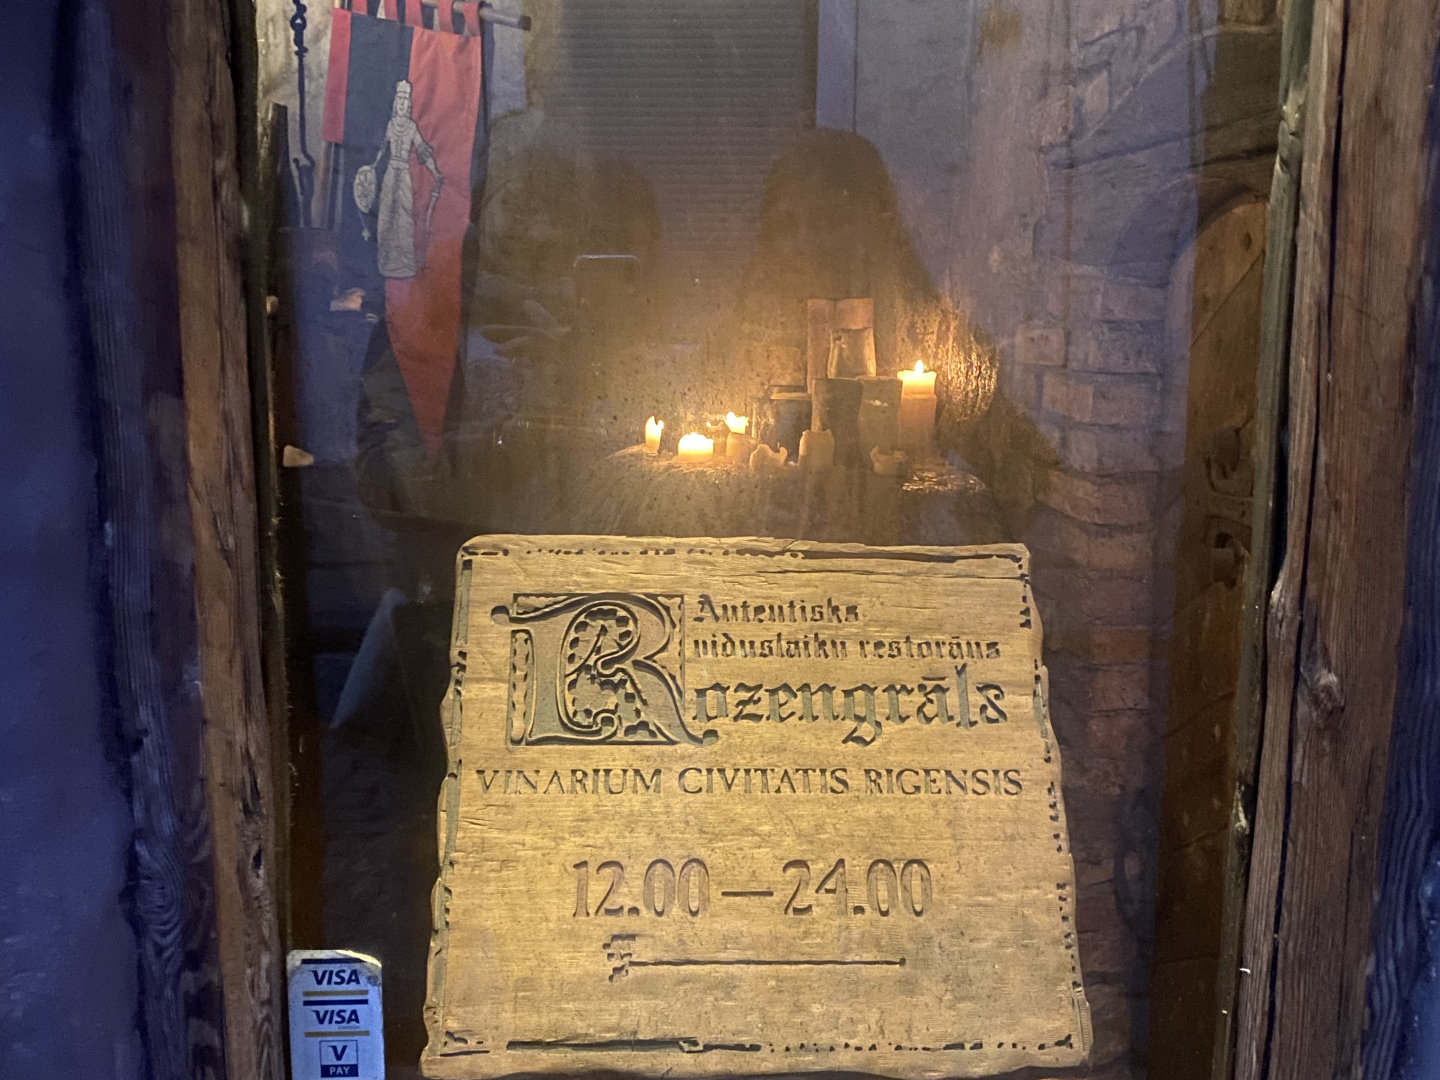 Autentisks
viduslaiku restorāns
Rozengrāls
VINARIUM CIVITATIS RIGENSIS
12.00 — 24.00
VISA
VISA
V
PAY